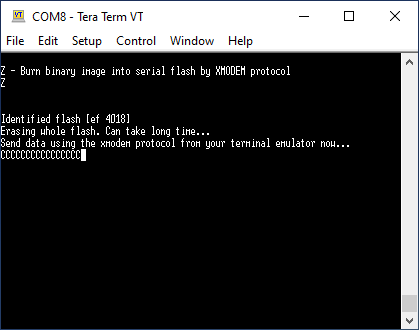 VT COM8 - Tera Term VT
File Edit Setup Control Window Help
Z - Burn binary image into serial flash by XMODEM protocol
Z
Identified flash [ef 4018]
Erasing whole flash. Can take long time...
Send data using the xmodem protocol from your terminal emulator now...
CCCCCCCCCCCCCCCC